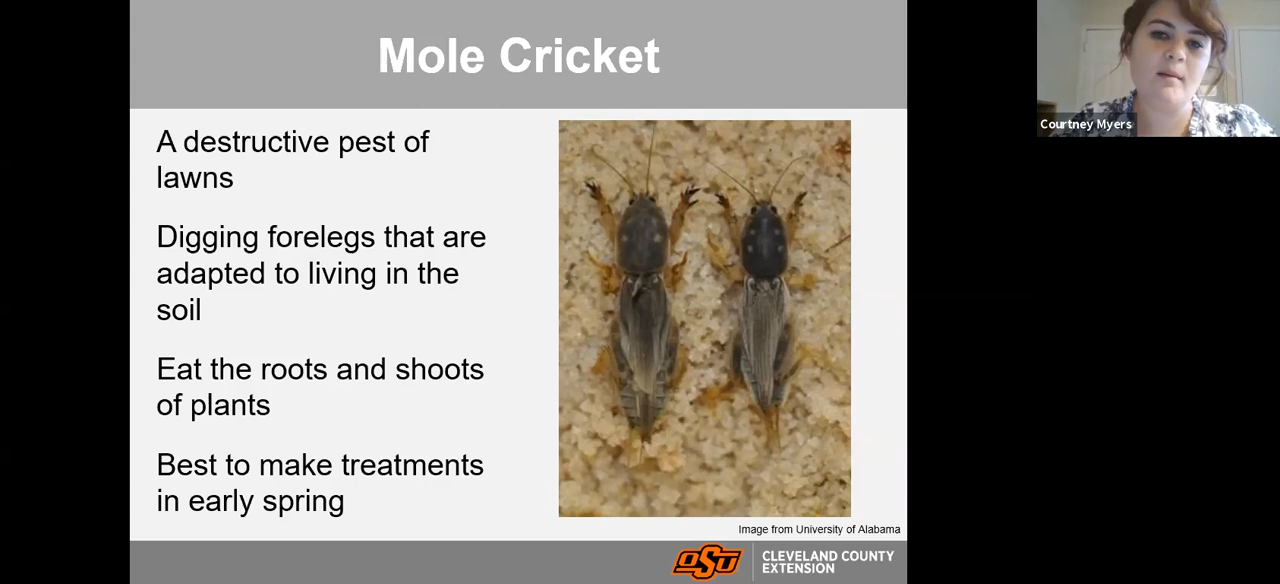 Mole Cricket
A destructive pest of
lawns
Digging forelegs that are
adapted to living in the
soil
Eat the roots and shoots
of plants
Best to make treatments
in early spring
Image from University of Alabama
OSU
CLEVELAND COUNTY
EXTENSION
Courtney Myers